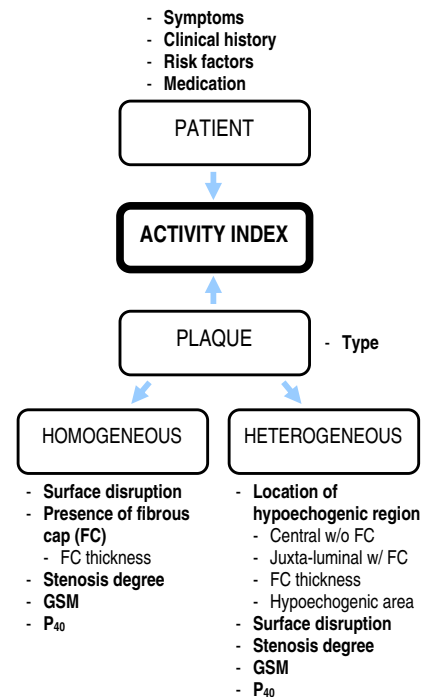 - Symptoms
- Clinical history
- Risk factors
- Medication
PATIENT
ACTIVITY INDEX
PLAQUE
- Type
HOMOGENEOUS
- Surface disruption
- Presence of fibrous
cap (FC)
- FC thickness
- Stenosis degree
- GSM
- P₄₀
HETEROGENEOUS
- Location of
hypoechogenic region
- Central w/o FC
- Juxta-luminal w/ FC
- FC thickness
- Hypoechogenic area
- Surface disruption
- Stenosis degree
- GSM
- P₄₀